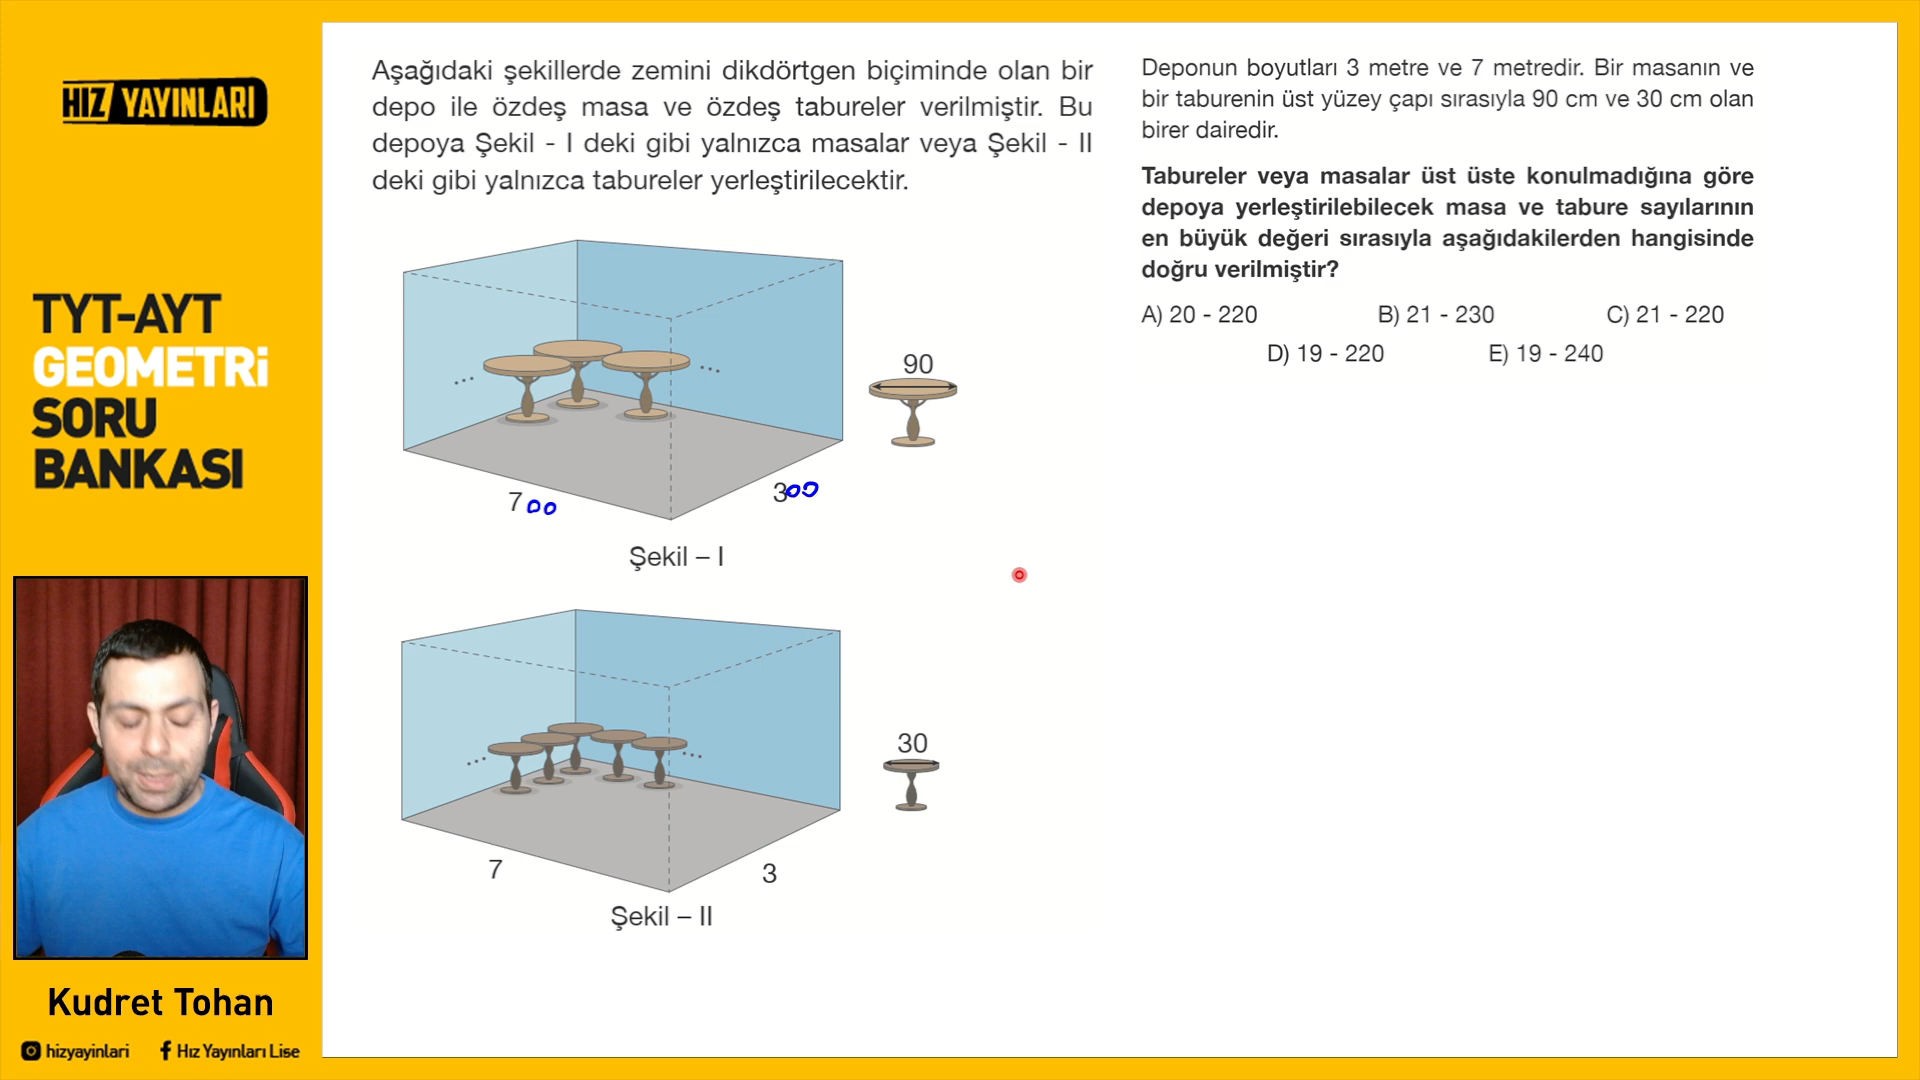 HIZ YAYINLARI
TYT-AYT
GEOMETRi
SORU
BANKASI
Kudret Tohan
hizyayinlari
Hız Yayınları Lise
Aşağıdaki şekillerde zemini dikdörtgen biçiminde olan bir
depo ile özdeş masa ve özdeş tabureler verilmiştir. Bu
depoya Şekil - I deki gibi yalnızca masalar veya Şekil - II
deki gibi yalnızca tabureler yerleştirilecektir.
90
700
300
Şekil – I
30
7
3
Şekil – II
Deponun boyutları 3 metre ve 7 metredir. Bir masanın ve
bir taburenin üst yüzey çapı sırasıyla 90 cm ve 30 cm olan
birer dairedir.
Tabureler veya masalar üst üste konulmadığına göre
depoya yerleştirilebilecek masa ve tabure sayılarının
en büyük değeri sırasıyla aşağıdakilerden hangisinde
doğru verilmiştir?
A) 20 - 220 B) 21 - 230 C) 21 - 220
D) 19 - 220 E) 19 - 240